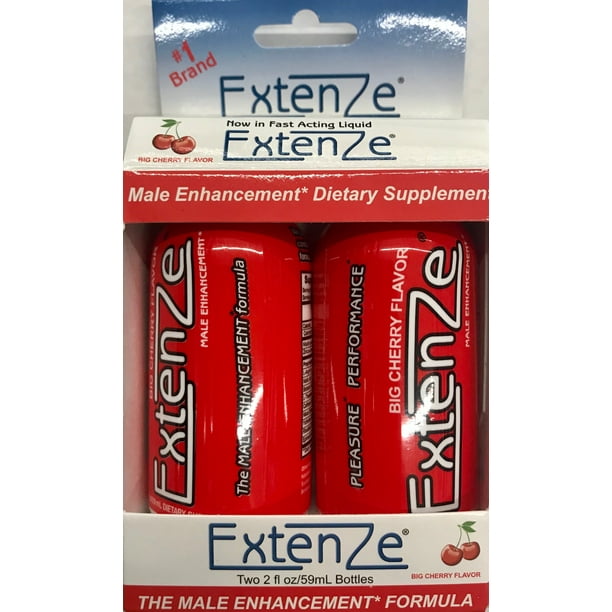 #1
Brand
ExtenZe®
Now in Fast Acting Liquid
ExtenZe®
BIG CHERRY FLAVOR
Male Enhancement* Dietary Supplement
BIG CHERRY FLAVOR
ExtenZe
MALE ENHANCEMENT*
The MALE ENHANCEMENT formula
PLEASURE* PERFORMANCE*
BIG CHERRY FLAVOR
ExtenZe®
MALE ENHANCEMENT*
ExtenZe®
Two 2 fl oz/59mL Bottles
BIG CHERRY FLAVOR
THE MALE ENHANCEMENT* FORMULA